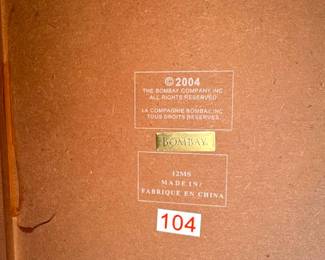 ©2004
THE BOMBAY COMPANY, INC
ALL RIGHTS RESERVED
LA COMPAGNIE BOMBAY, INC
TOUS DROITS RESERVES
BOMBAY
12MS
MADE IN/
FABRIQUE EN CHINA
104